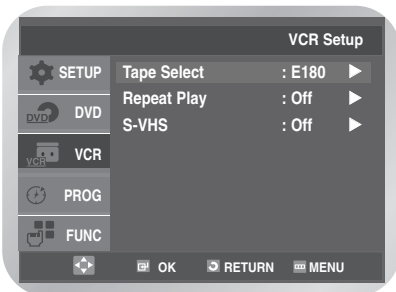 VCR Setup
SETUP
Tape Select : E180
Repeat Play : Off
S-VHS : Off
DVD DVD
VCR VCR
PROG
FUNC
OK RETURN MENU